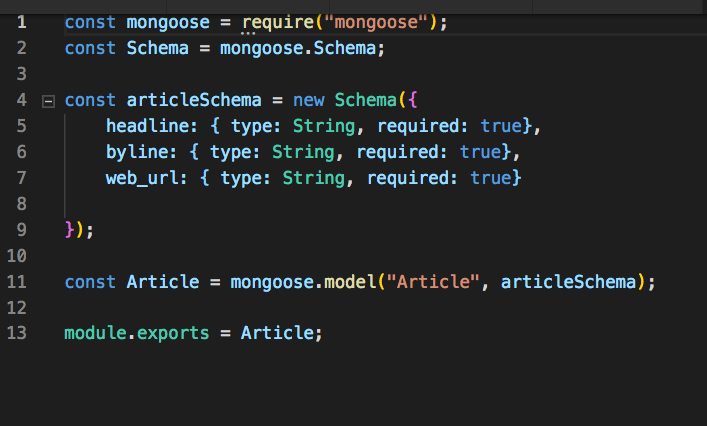 1 const mongoose = require("mongoose");
2 const Schema = mongoose.Schema;
3
4 const articleSchema = new Schema({
5     headline: { type: String, required: true},
6     byline: { type: String, required: true},
7     web_url: { type: String, required: true}
8
9 });
10
11 const Article = mongoose.model("Article", articleSchema);
12
13 module.exports = Article;